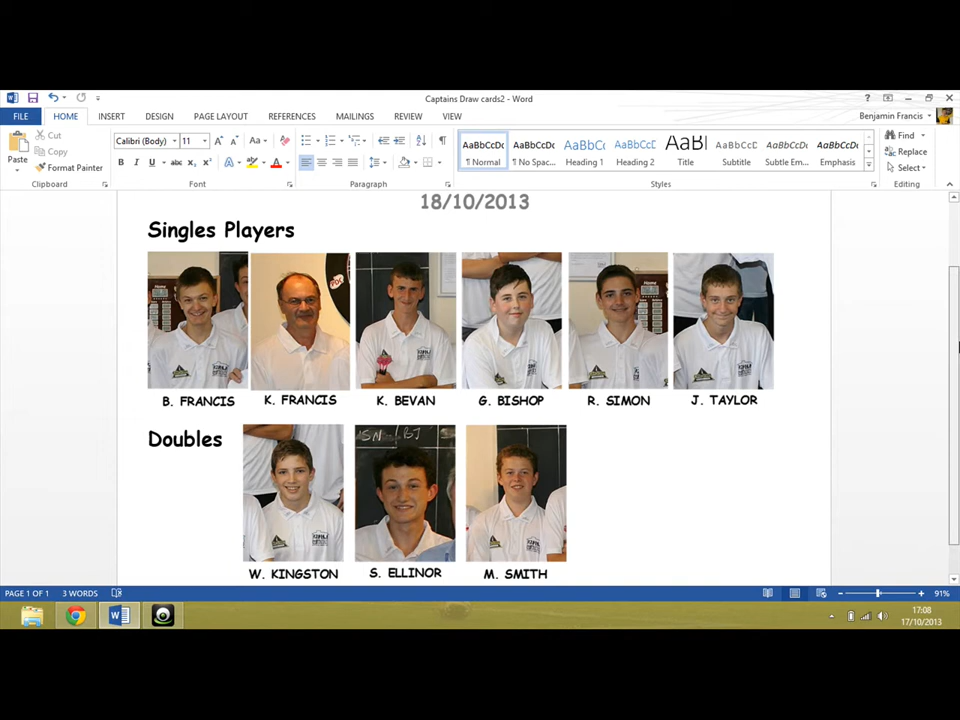 Captains Draw cards2 - Word
FILE HOME INSERT DESIGN PAGE LAYOUT REFERENCES MAILINGS REVIEW VIEW Benjamin Francis
Paste
Cut
Copy
Format Painter
Clipboard
Calibri (Body) 11
Font
Paragraph
AaBbCcDc AaBbCcDc AaBbCc AaBbCcE AaBb AaBbCcD AaBbCcDc AaBbCcDc
¶ Normal ¶ No Spac... Heading 1 Heading 2 Title Subtitle Subtle Em... Emphasis
Styles
Find
Replace
Select
Editing
18/10/2013
Singles Players
B. FRANCIS K. FRANCIS K. BEVAN G. BISHOP R. SIMON J. TAYLOR
Doubles
W. KINGSTON S. ELLINOR M. SMITH
PAGE 1 OF 1 3 WORDS 91%
17:08
17/10/2013